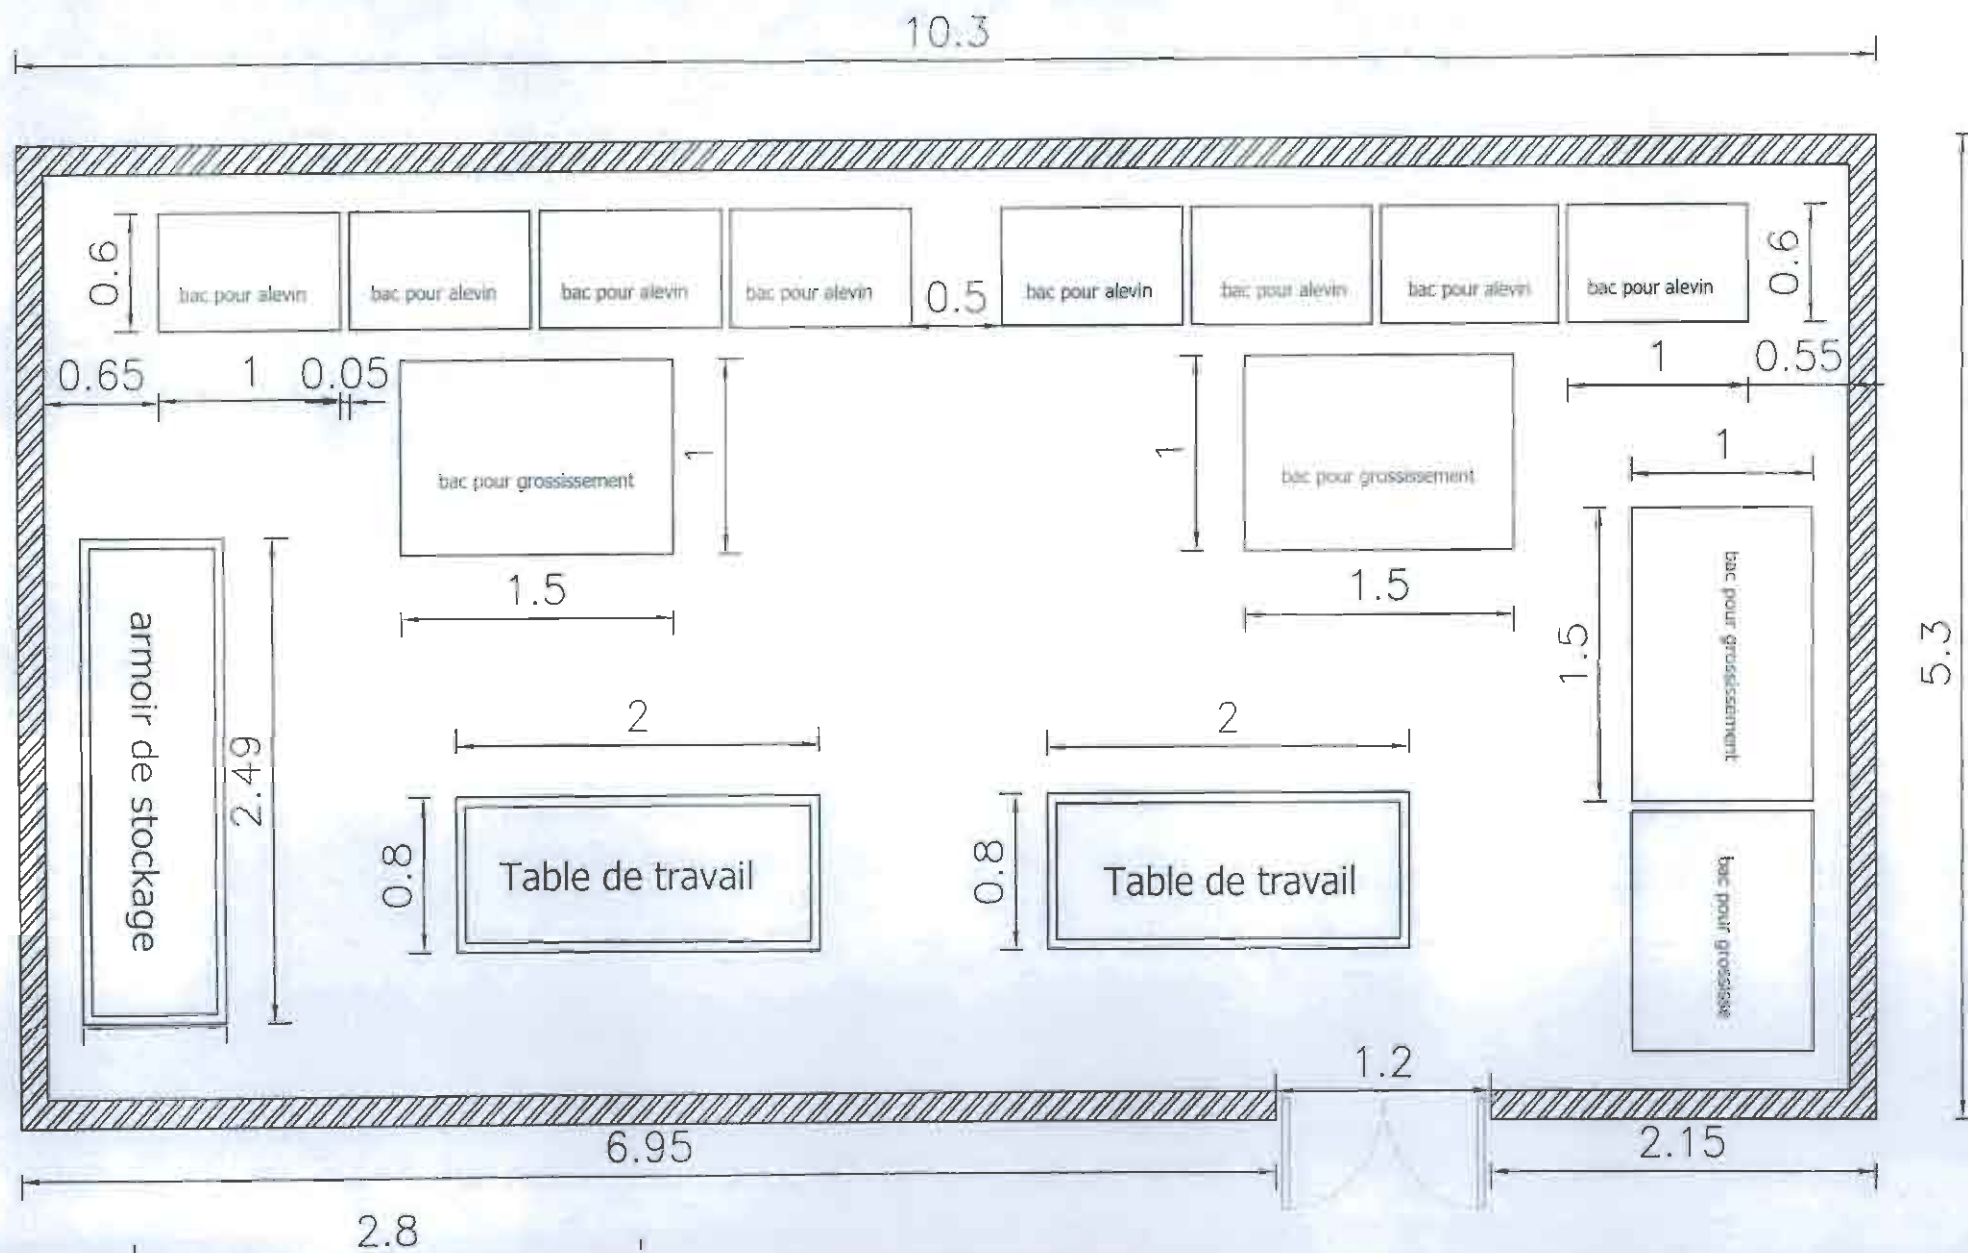 10.3
bac pour alevin
bac pour alevin
bac pour alevin
bac pour alevin
bac pour alevin
bac pour alevin
bac pour alevin
bac pour alevin
0.6
0.5
0.6
0.65
1
0.05
1
0.55
bac pour grossissement
1
1
bac pour grossissement
1
1.5
1.5
1.5
bac pour grossissement
5.3
armoir de stockage
2.49
2
2
0.8
Table de travail
0.8
Table de travail
bac pour grossisse
1.2
6.95
2.15
2.8